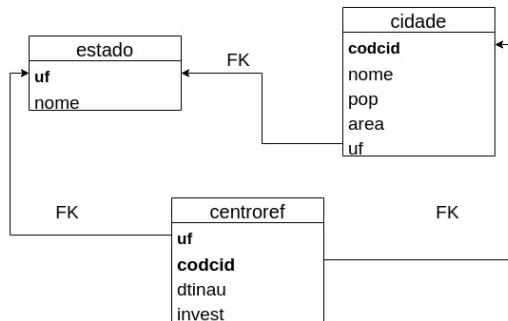 estado
uf
nome
FK
cidade
codcid
nome
pop
area
uf
FK
centroref
uf
codcid
dtinau
invest
FK